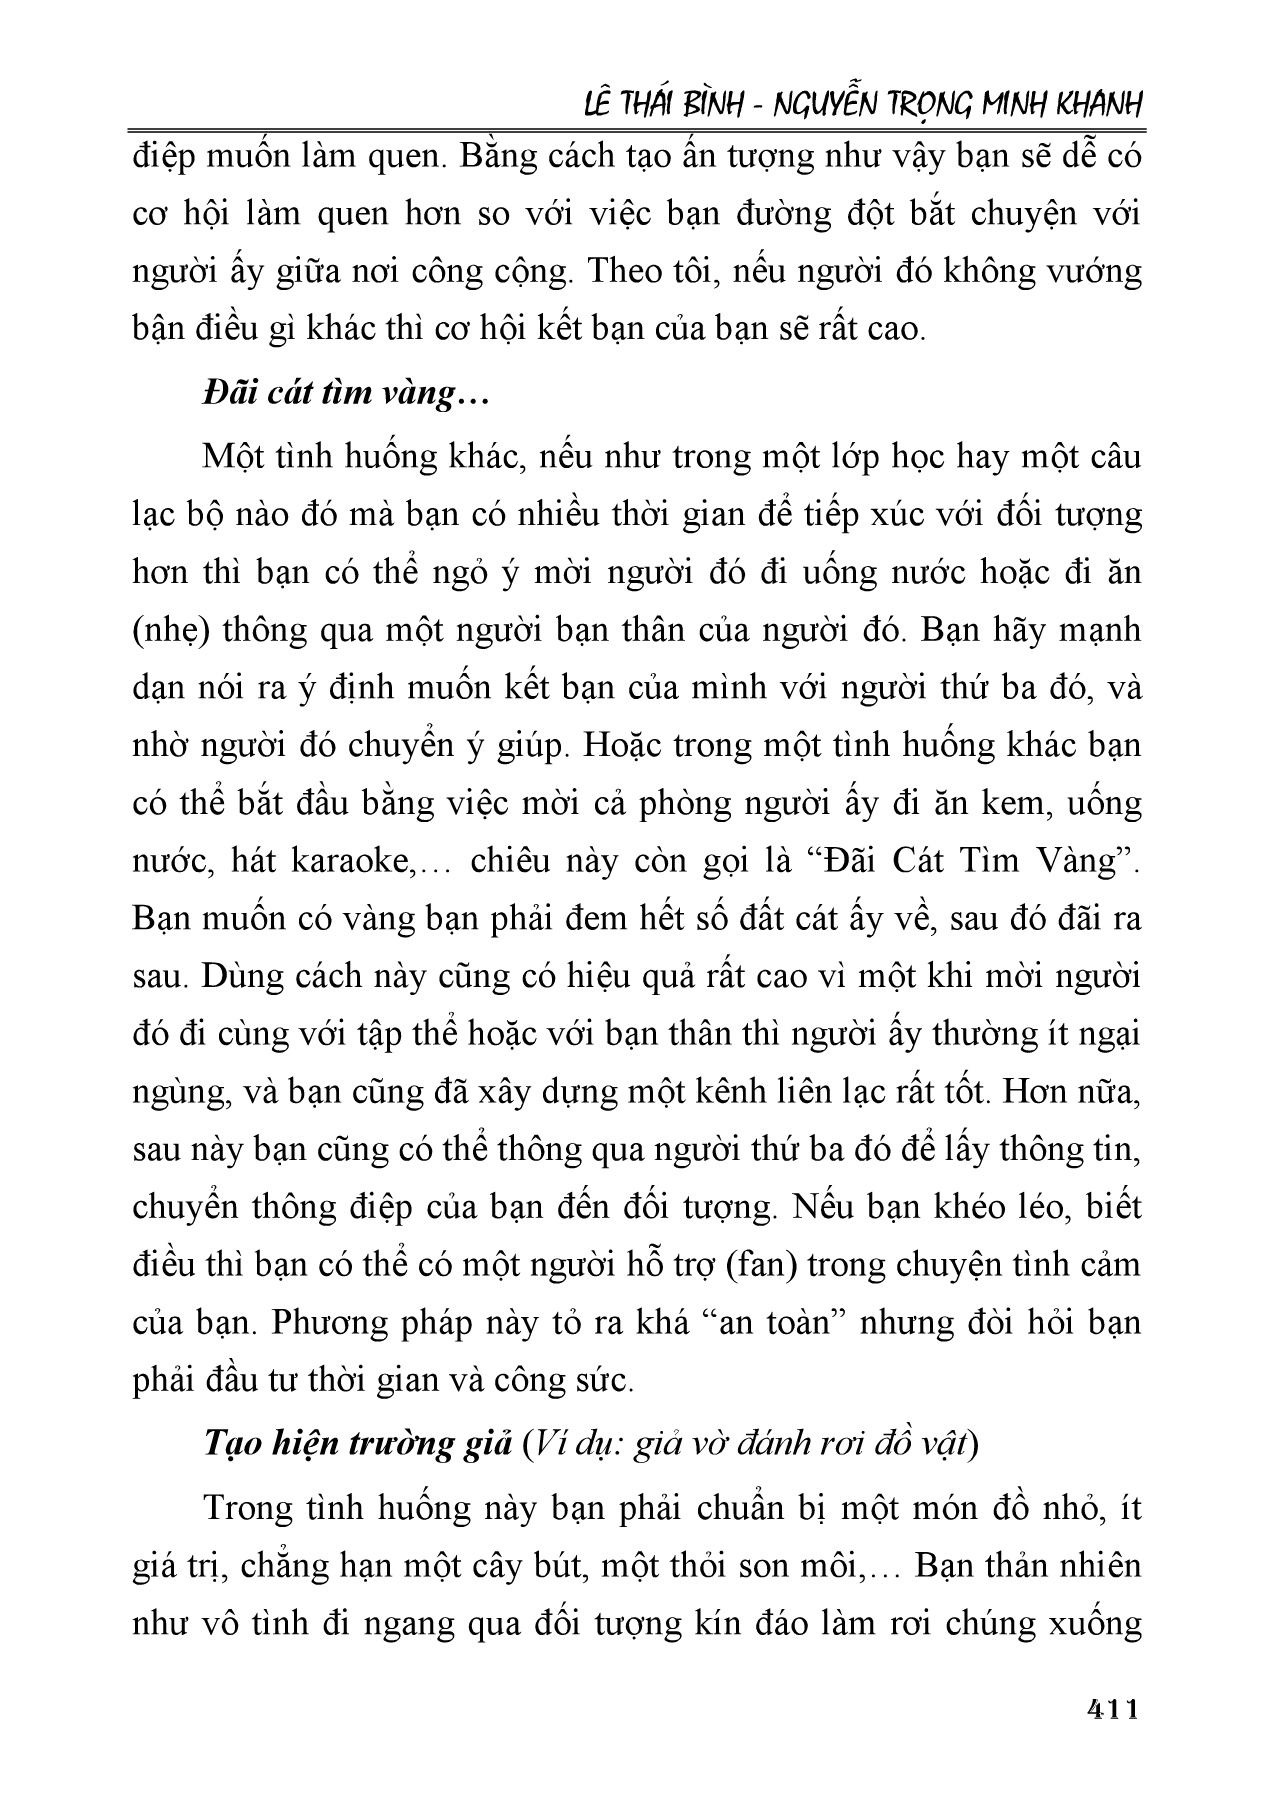 LÊ THÁI BÌNH - NGUYỄN TRỌNG MINH KHANH
điệp muốn làm quen. Bằng cách tạo ấn tượng như vậy bạn sẽ dễ có
cơ hội làm quen hơn so với việc bạn đường đột bắt chuyện với
người ấy giữa nơi công cộng. Theo tôi, nếu người đó không vướng
bận điều gì khác thì cơ hội kết bạn của bạn sẽ rất cao.
Đãi cát tìm vàng…
Một tình huống khác, nếu như trong một lớp học hay một câu
lạc bộ nào đó mà bạn có nhiều thời gian để tiếp xúc với đối tượng
hơn thì bạn có thể ngỏ ý mời người đó đi uống nước hoặc đi ăn
(nhẹ) thông qua một người bạn thân của người đó. Bạn hãy mạnh
dạn nói ra ý định muốn kết bạn của mình với người thứ ba đó, và
nhờ người đó chuyển ý giúp. Hoặc trong một tình huống khác bạn
có thể bắt đầu bằng việc mời cả phòng người ấy đi ăn kem, uống
nước, hát karaoke,… chiêu này còn gọi là “Đãi Cát Tìm Vàng”.
Bạn muốn có vàng bạn phải đem hết số đất cát ấy về, sau đó đãi ra
sau. Dùng cách này cũng có hiệu quả rất cao vì một khi mời người
đó đi cùng với tập thể hoặc với bạn thân thì người ấy thường ít ngại
ngùng, và bạn cũng đã xây dựng một kênh liên lạc rất tốt. Hơn nữa,
sau này bạn cũng có thể thông qua người thứ ba đó để lấy thông tin,
chuyển thông điệp của bạn đến đối tượng. Nếu bạn khéo léo, biết
điều thì bạn có thể có một người hỗ trợ (fan) trong chuyện tình cảm
của bạn. Phương pháp này tỏ ra khá “an toàn” nhưng đòi hỏi bạn
phải đầu tư thời gian và công sức.
Tạo hiện trường giả (Ví dụ: giả vờ đánh rơi đồ vật)
Trong tình huống này bạn phải chuẩn bị một món đồ nhỏ, ít
giá trị, chẳng hạn một cây bút, một thỏi son môi,… Bạn thản nhiên
như vô tình đi ngang qua đối tượng kín đáo làm rơi chúng xuống
411